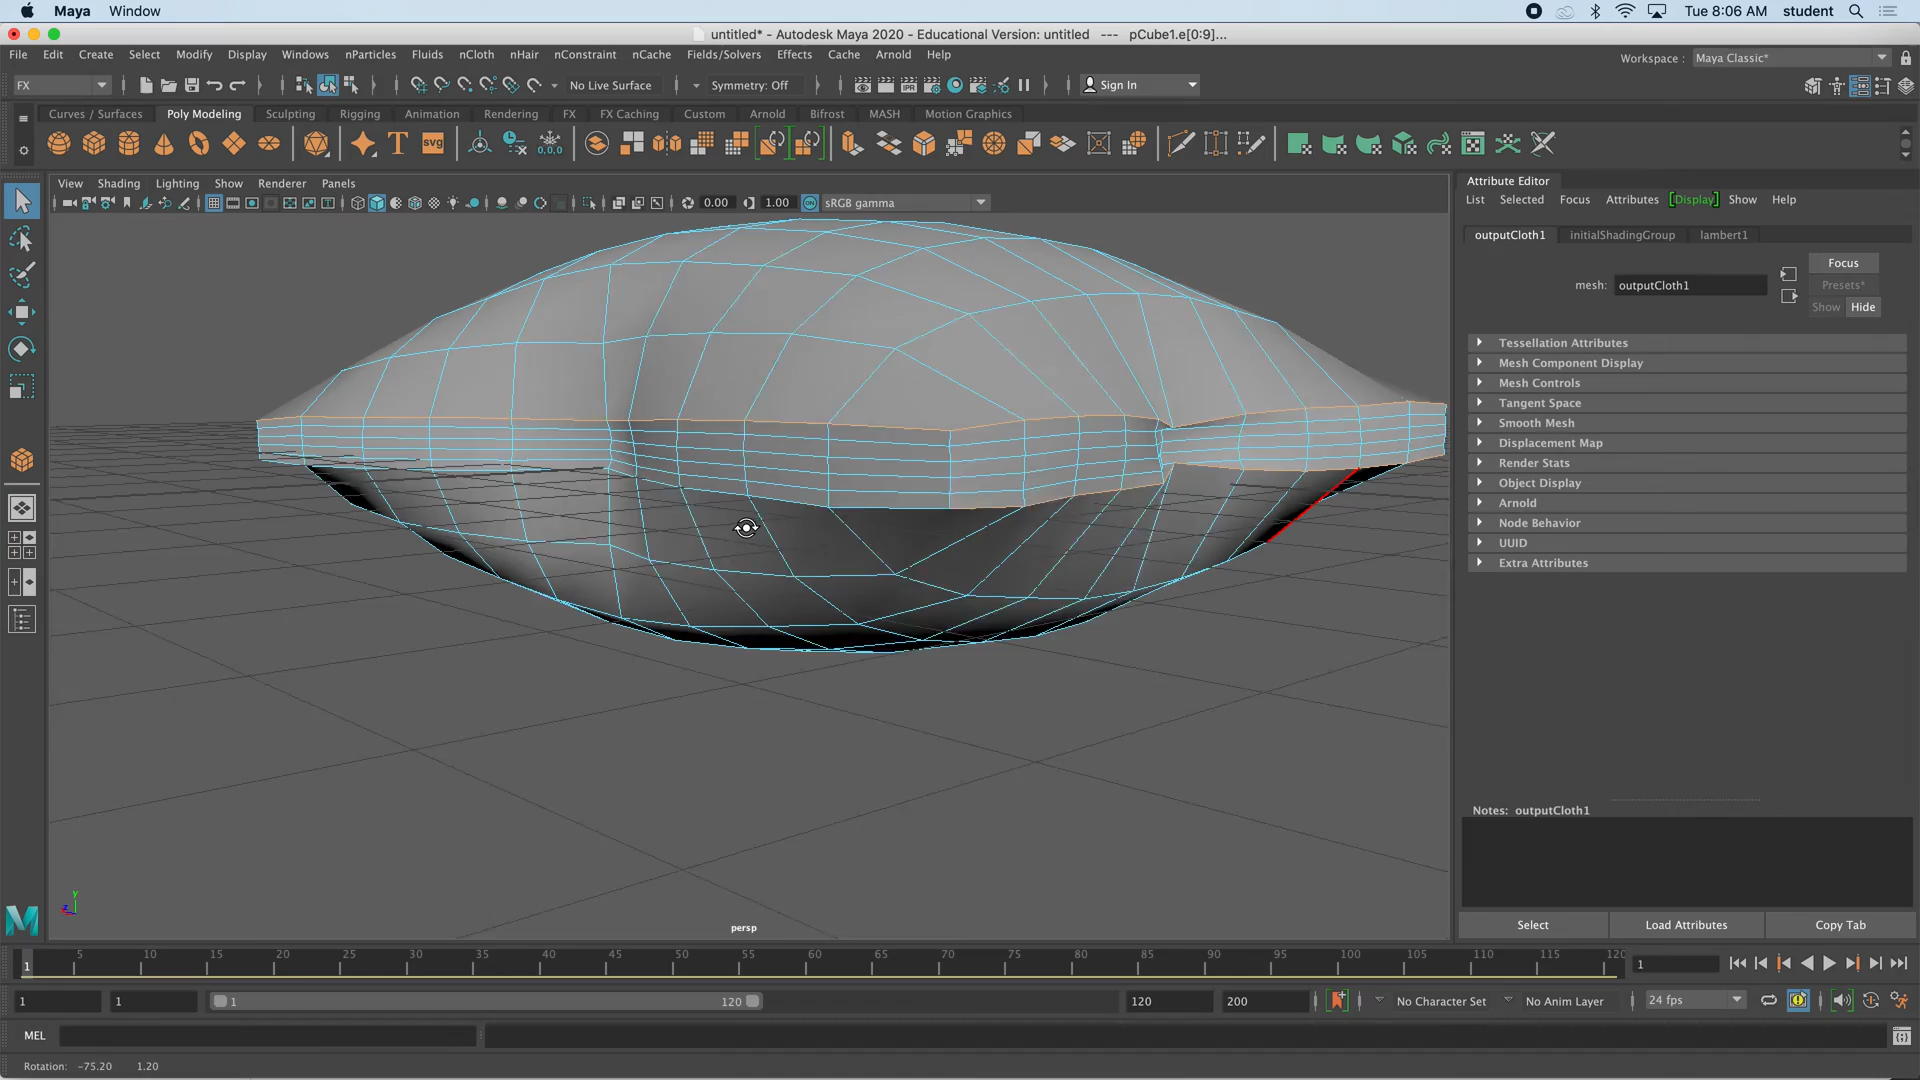 Maya Window Tue 8:06 AM student
untitled* - Autodesk Maya 2020 - Educational Version: untitled --- pCube1.e[0:9]...
File Edit Create Select Modify Display Windows nParticles Fluids nCloth nHair nConstraint nCache Fields/Solvers Effects Cache Arnold Help
Workspace : Maya Classic*
FX No Live Surface Symmetry: Off IPR Sign In
Curves / Surfaces Poly Modeling Sculpting Rigging Animation Rendering FX FX Caching Custom Arnold Bifrost MASH Motion Graphics
T SVG 0,0,0
View Shading Lighting Show Renderer Panels
0.00 1.00 ON sRGB gamma
Attribute Editor
List Selected Focus Attributes Display Show Help
outputCloth1 initialShadingGroup lambert1
Focus
mesh: outputCloth1
Presets*
Show Hide
Tessellation Attributes
Mesh Component Display
Mesh Controls
Tangent Space
Smooth Mesh
Displacement Map
Render Stats
Object Display
Arnold
Node Behavior
UUID
Extra Attributes
Notes: outputCloth1
Select Load Attributes Copy Tab
y
z
persp
M
1 5 10 15 20 25 30 35 40 45 50 55 60 65 70 75 80 85 90 95 100 105 110 115 120
1
1 1 1 120 120 200 No Character Set No Anim Layer 24 fps
MEL
Rotation: -75.20 1.20